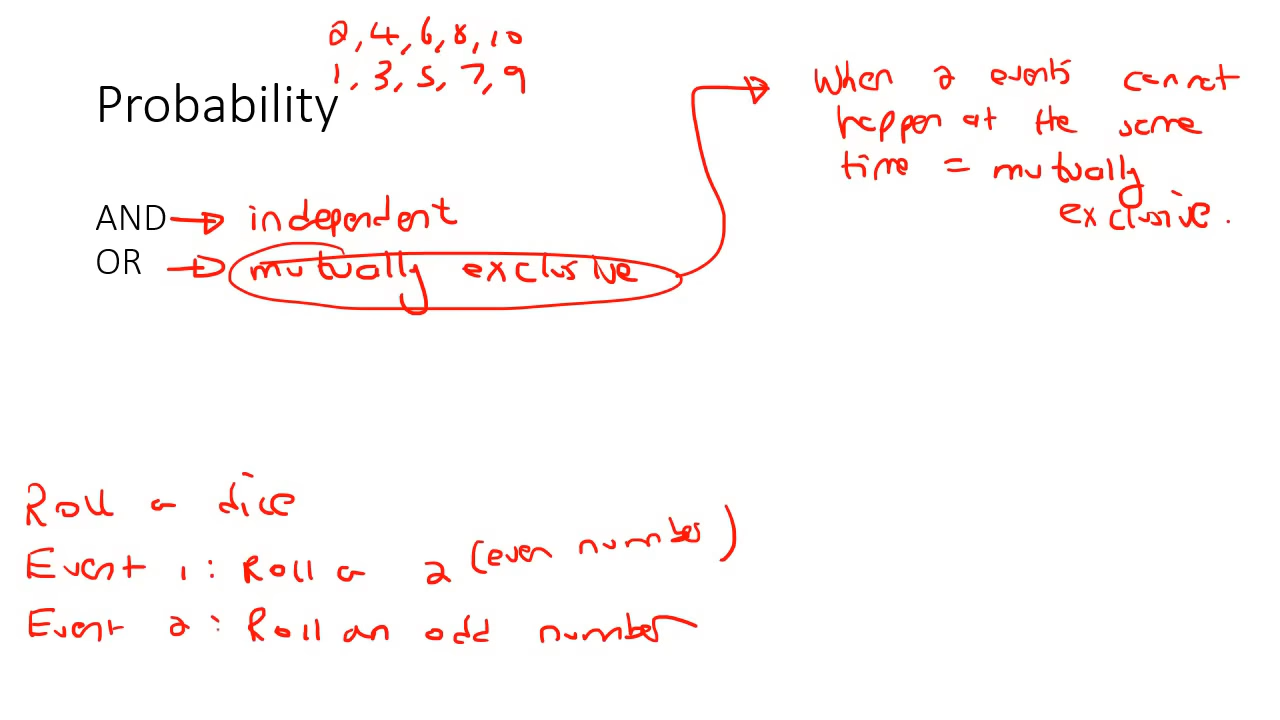 2, 4, 6, 8, 10
1, 3, 5, 7, 9
Probability
When 2 events cannot
happen at the same
time = mutually
exclusive.
AND → independent
OR → mutually exclusive
Roll a dice
Event 1: Roll a 2 (even number)
Event 2: Roll an odd number